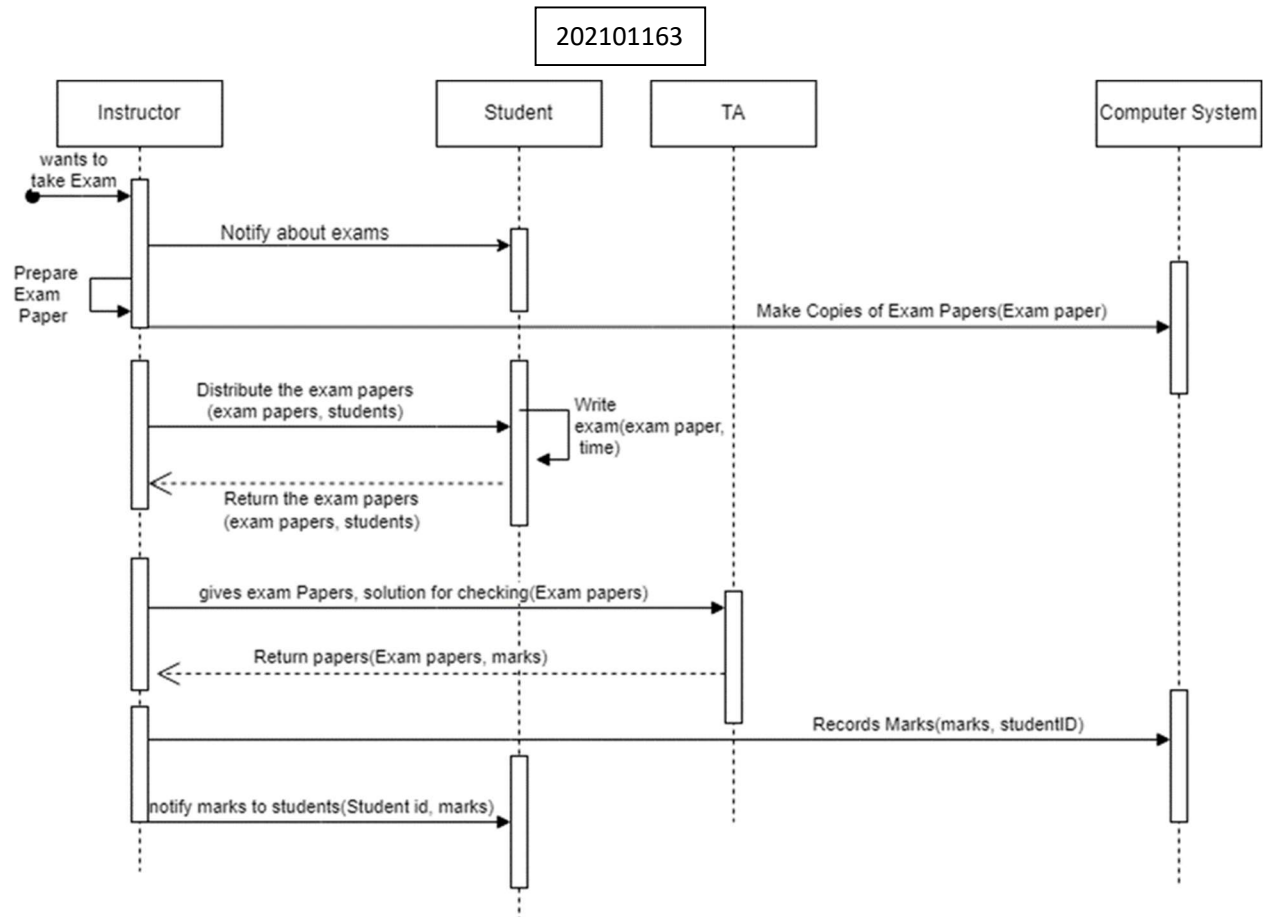 202101163
Instructor
Student
TA
Computer System
wants to
take Exam
Notify about exams
Prepare
Exam
Paper
Make Copies of Exam Papers(Exam paper)
Distribute the exam papers
(exam papers, students)
Write
exam(exam paper,
time)
Return the exam papers
(exam papers, students)
gives exam Papers, solution for checking(Exam papers)
Return papers(Exam papers, marks)
Records Marks(marks, studentID)
notify marks to students(Student id, marks)